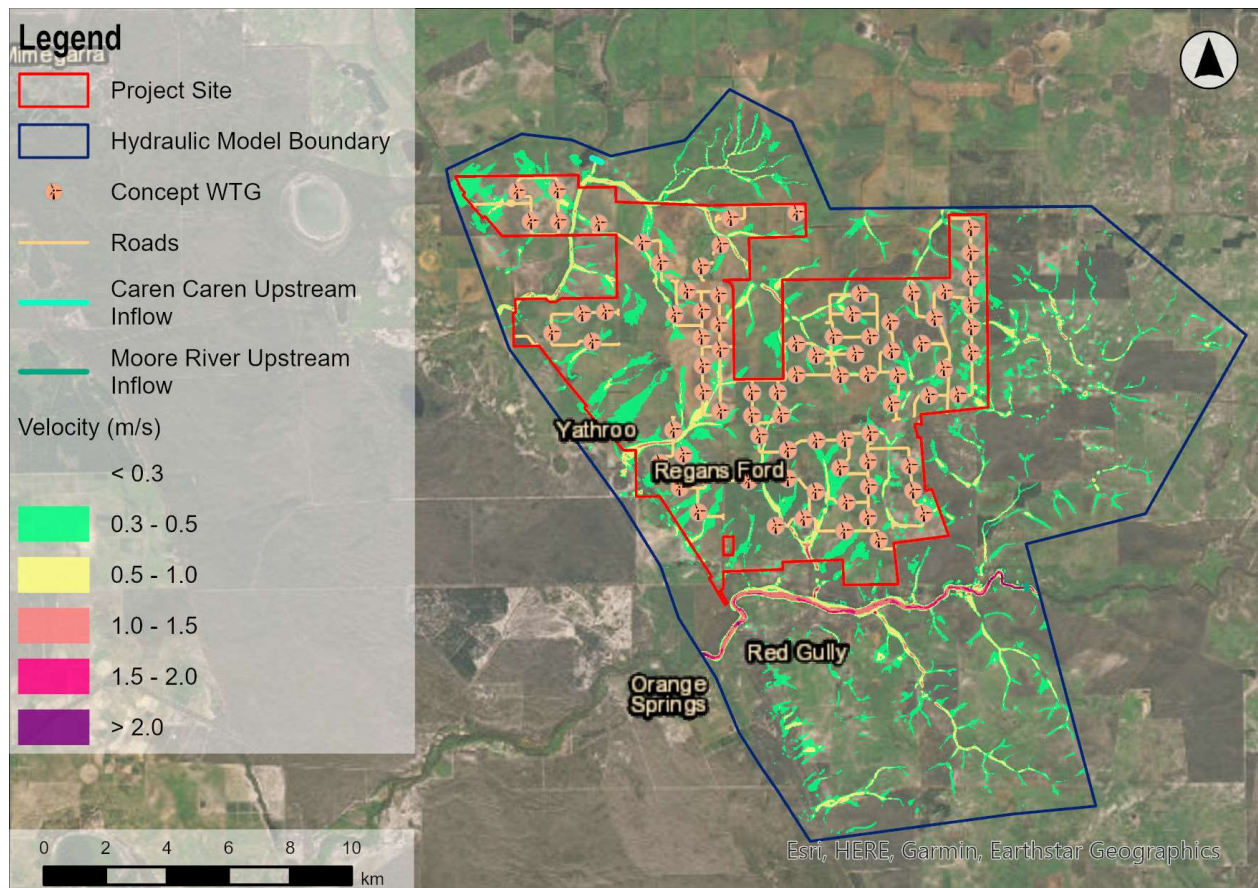 Legend
Mimegarra
Project Site
Hydraulic Model Boundary
Concept WTG
Roads
Caren Caren Upstream
Inflow
Moore River Upstream
Inflow
Velocity (m/s)
< 0.3
0.3 - 0.5
0.5 - 1.0
1.0 - 1.5
1.5 - 2.0
> 2.0
Yathroo
Regans Ford
Red Gully
Orange
Springs
0 2 4 6 8 10
km
Esri, HERE, Garmin, Earthstar Geographics